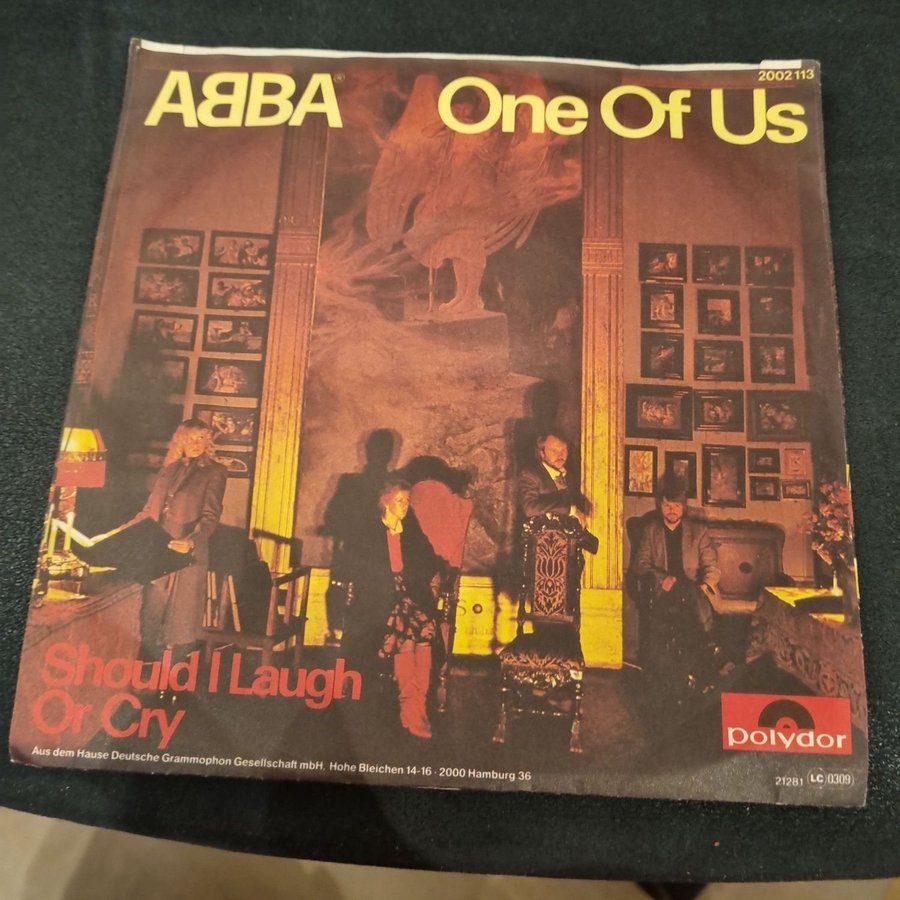 2002 113
ABBA® One Of Us
Should I Laugh
Or Cry
polydor
Aus dem Hause Deutsche Grammophon Gesellschaft mbH, Hohe Bleichen 14-16 · 2000 Hamburg 36
21281 LC 0309